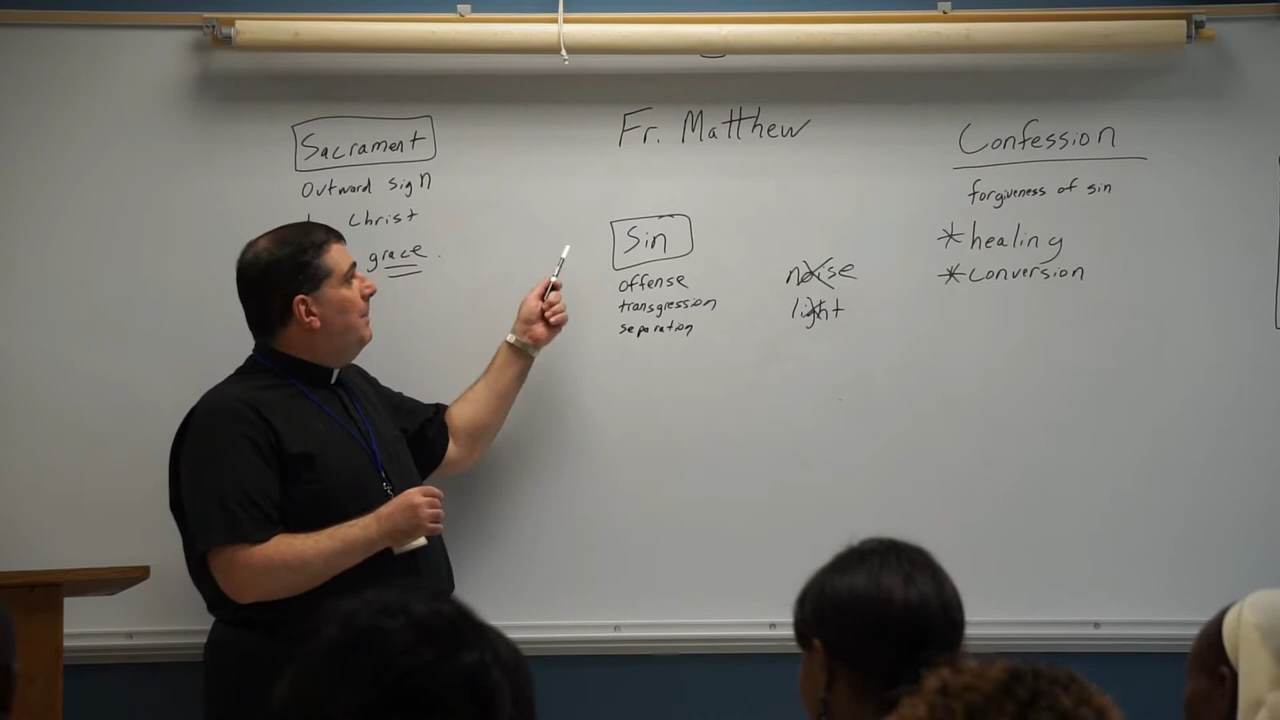 Sacrament
Outward sign
Christ
grace
Fr. Matthew
Sin
offense
transgression
separation
noise
light
Confession
forgiveness of sin
*healing
*conversion